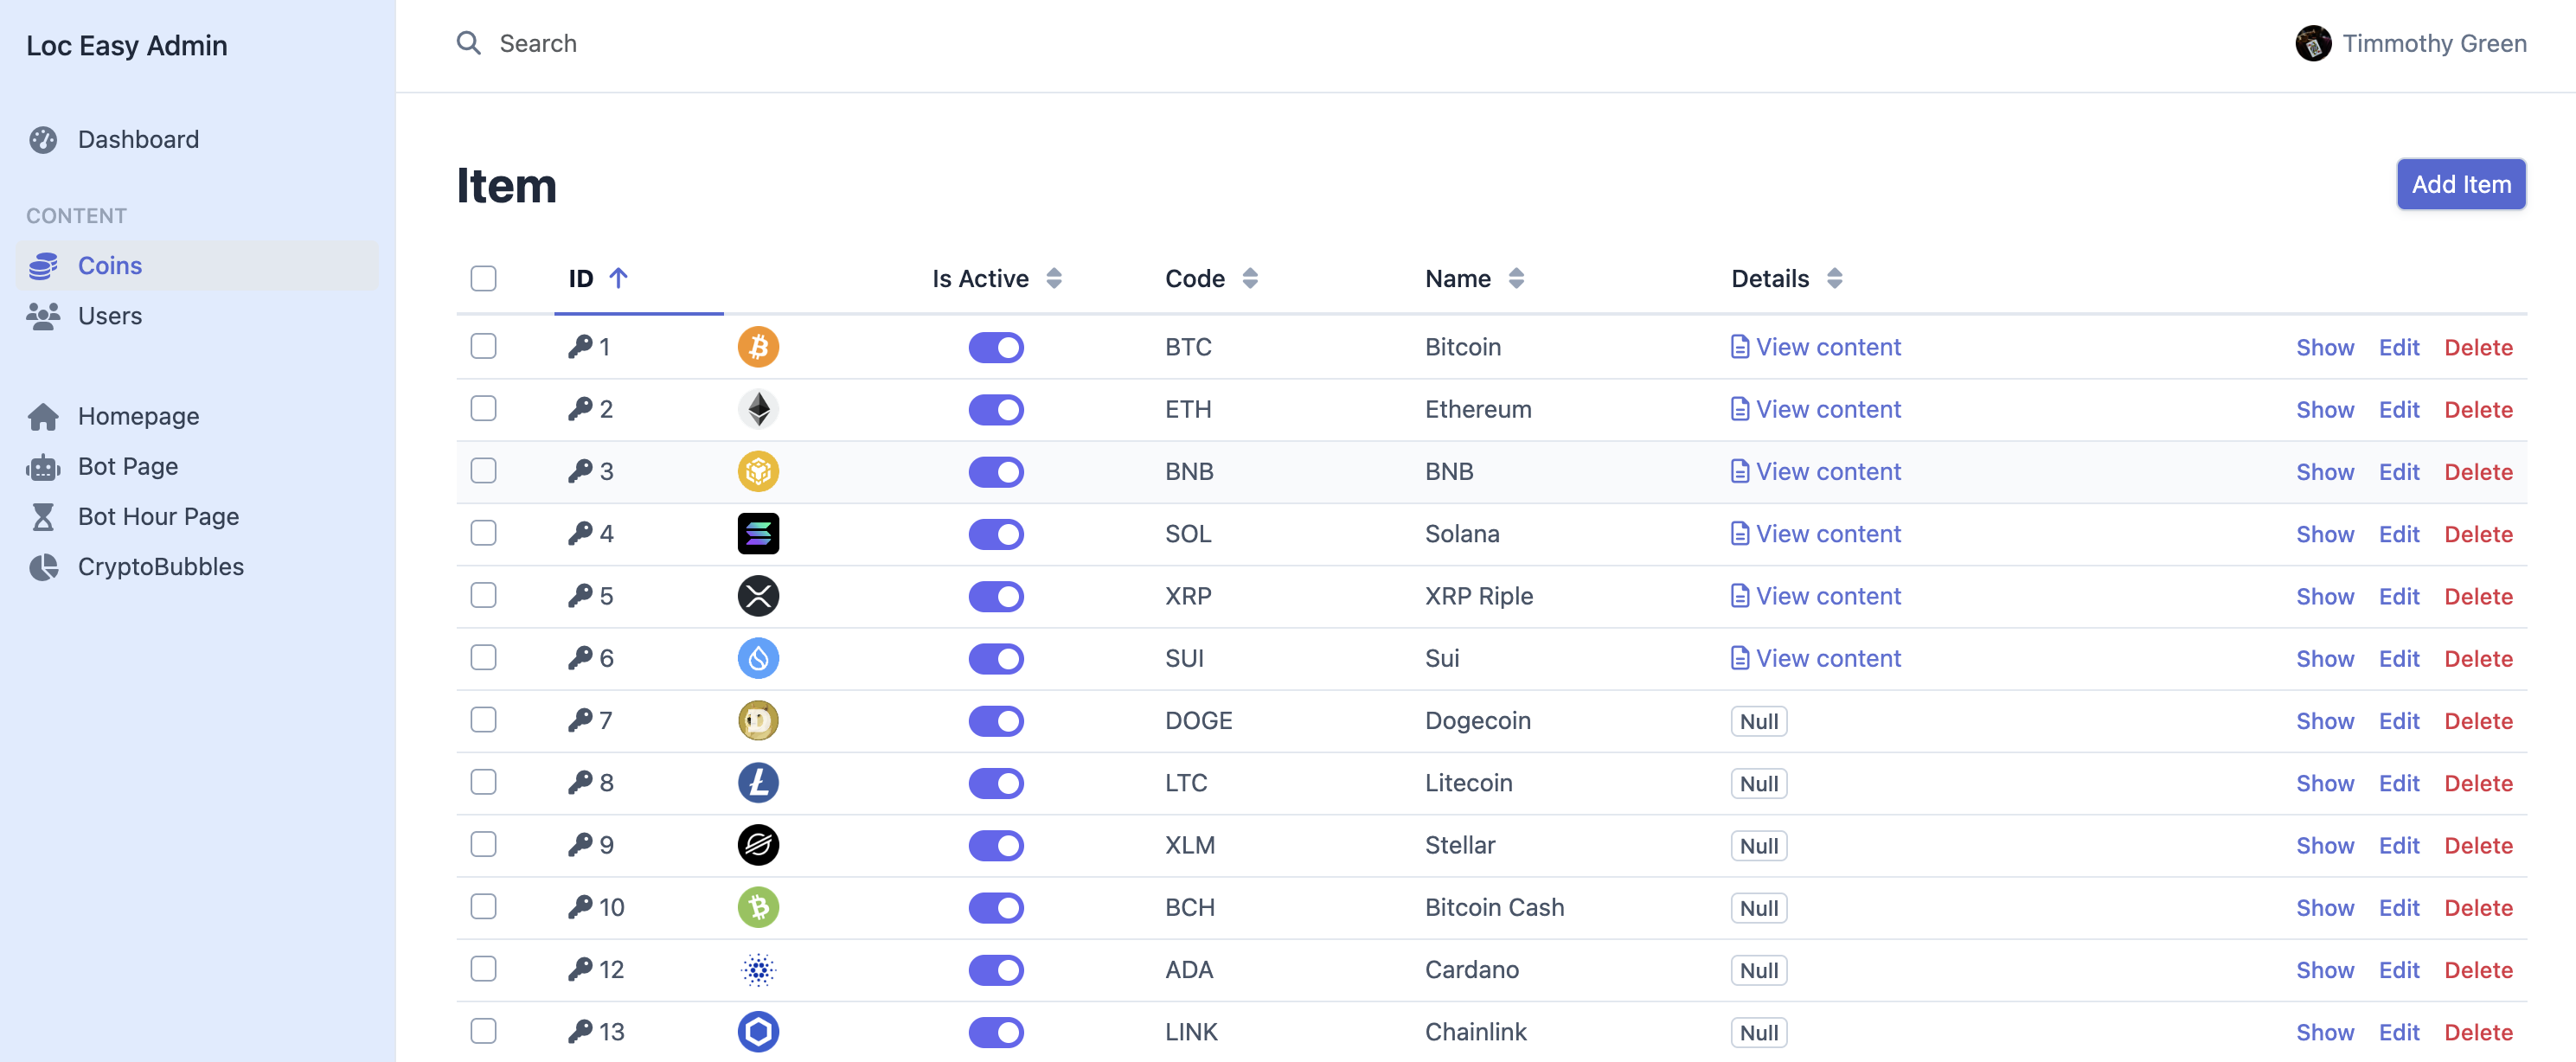 Loc Easy Admin
Search
Timmothy Green
Dashboard
CONTENT
Coins
Users
Homepage
Bot Page
Bot Hour Page
CryptoBubbles
Item
Add Item
ID Is Active Code Name Details
1 BTC Bitcoin View content Show Edit Delete
2 ETH Ethereum View content Show Edit Delete
3 BNB BNB View content Show Edit Delete
4 SOL Solana View content Show Edit Delete
5 XRP XRP Riple View content Show Edit Delete
6 SUI Sui View content Show Edit Delete
7 DOGE Dogecoin Null Show Edit Delete
8 LTC Litecoin Null Show Edit Delete
9 XLM Stellar Null Show Edit Delete
10 BCH Bitcoin Cash Null Show Edit Delete
12 ADA Cardano Null Show Edit Delete
13 LINK Chainlink Null Show Edit Delete